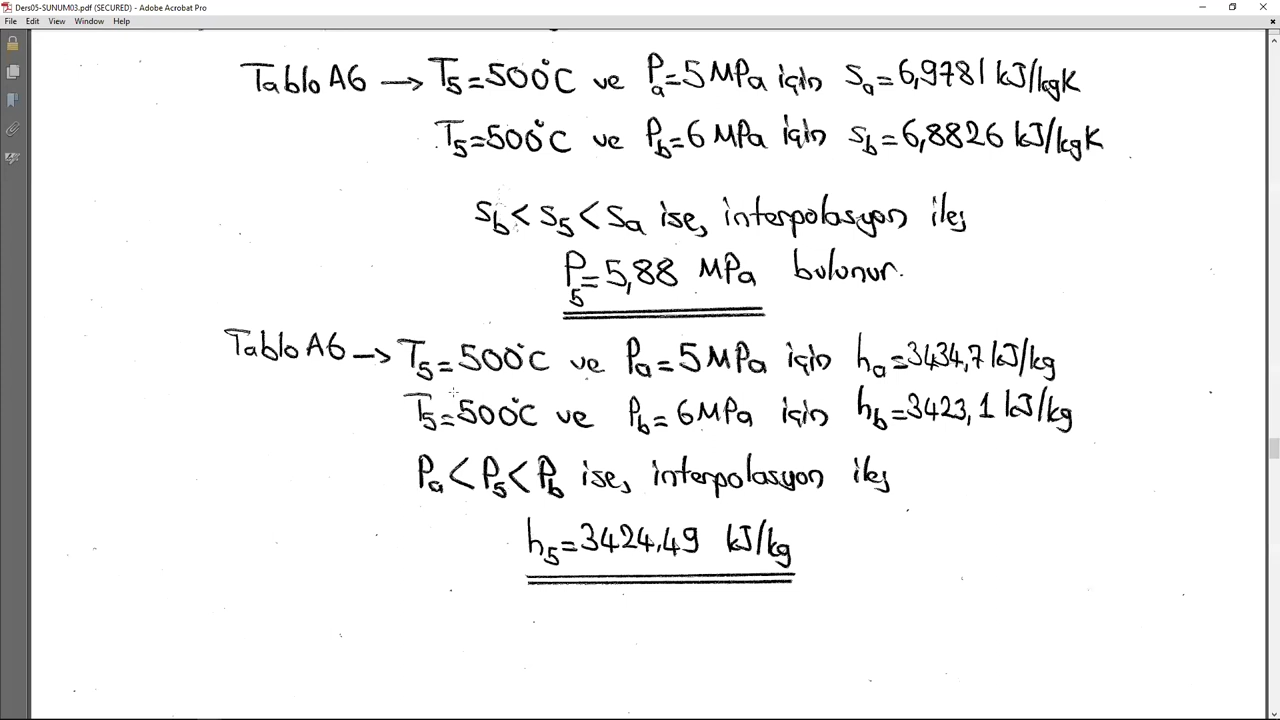 Ders05-SUNUM03.pdf (SECURED) - Adobe Acrobat Pro
File Edit View Window Help
Tablo A6 → T5=500°C ve Pa=5 MPa için sa=6,9781 kJ/kgK
T5=500°C ve Pb=6 MPa için sb=6,8826 kJ/kgK
sb < s5 < sa ise, interpolasyon ile;
P5=5,88 MPa bulunur.
Tablo A6 → T5=500°C ve Pa=5 MPa için ha=3434,7 kJ/kg
T5=500°C ve Pb=6 MPa için hb=3423,1 kJ/kg
Pa < P5 < Pb ise, interpolasyon ile;
h5=3424,49 kJ/kg